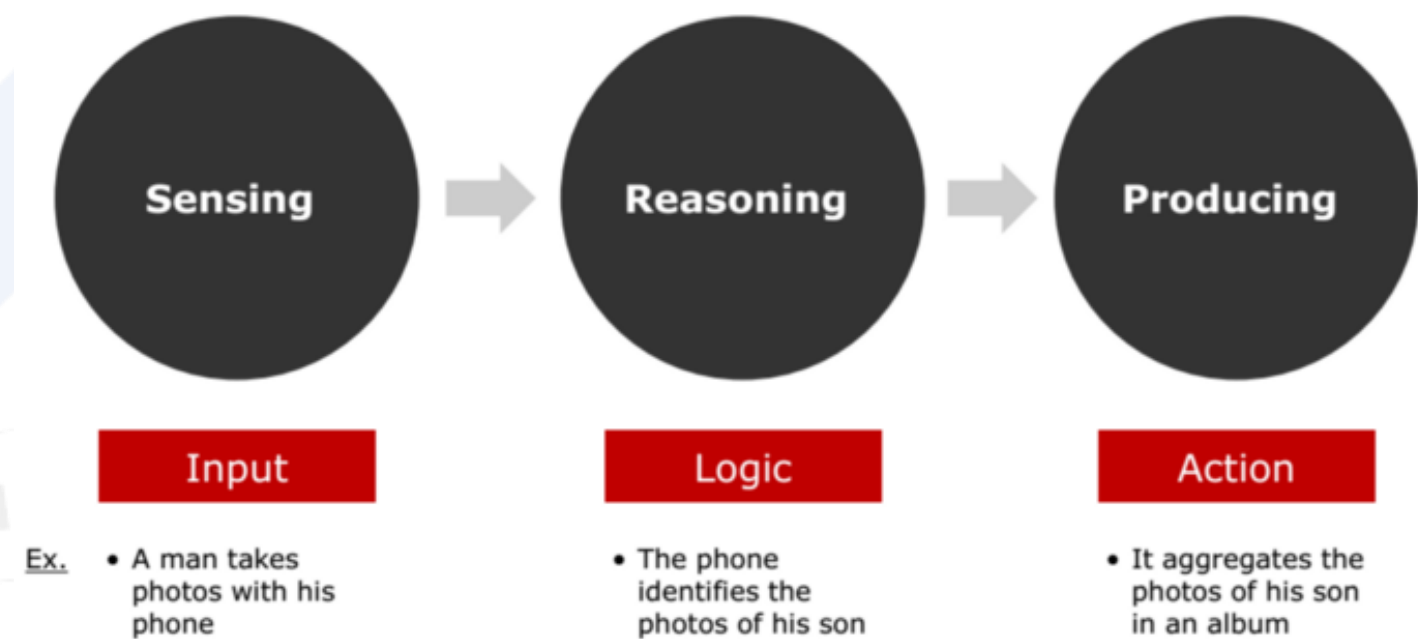 Sensing
Reasoning
Producing
Input
Logic
Action
Ex.
• A man takes
photos with his
phone
• The phone
identifies the
photos of his son
• It aggregates the
photos of his son
in an album